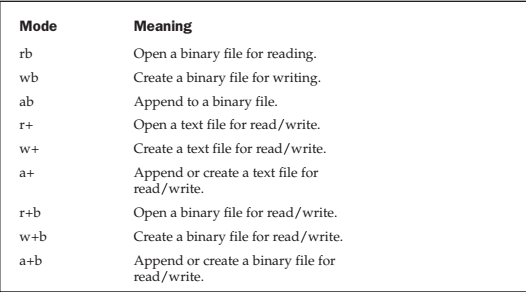 Mode Meaning
rb Open a binary file for reading.
wb Create a binary file for writing.
ab Append to a binary file.
r+ Open a text file for read/write.
w+ Create a text file for read/write.
a+ Append or create a text file for
read/write.
r+b Open a binary file for read/write.
w+b Create a binary file for read/write.
a+b Append or create a binary file for
read/write.